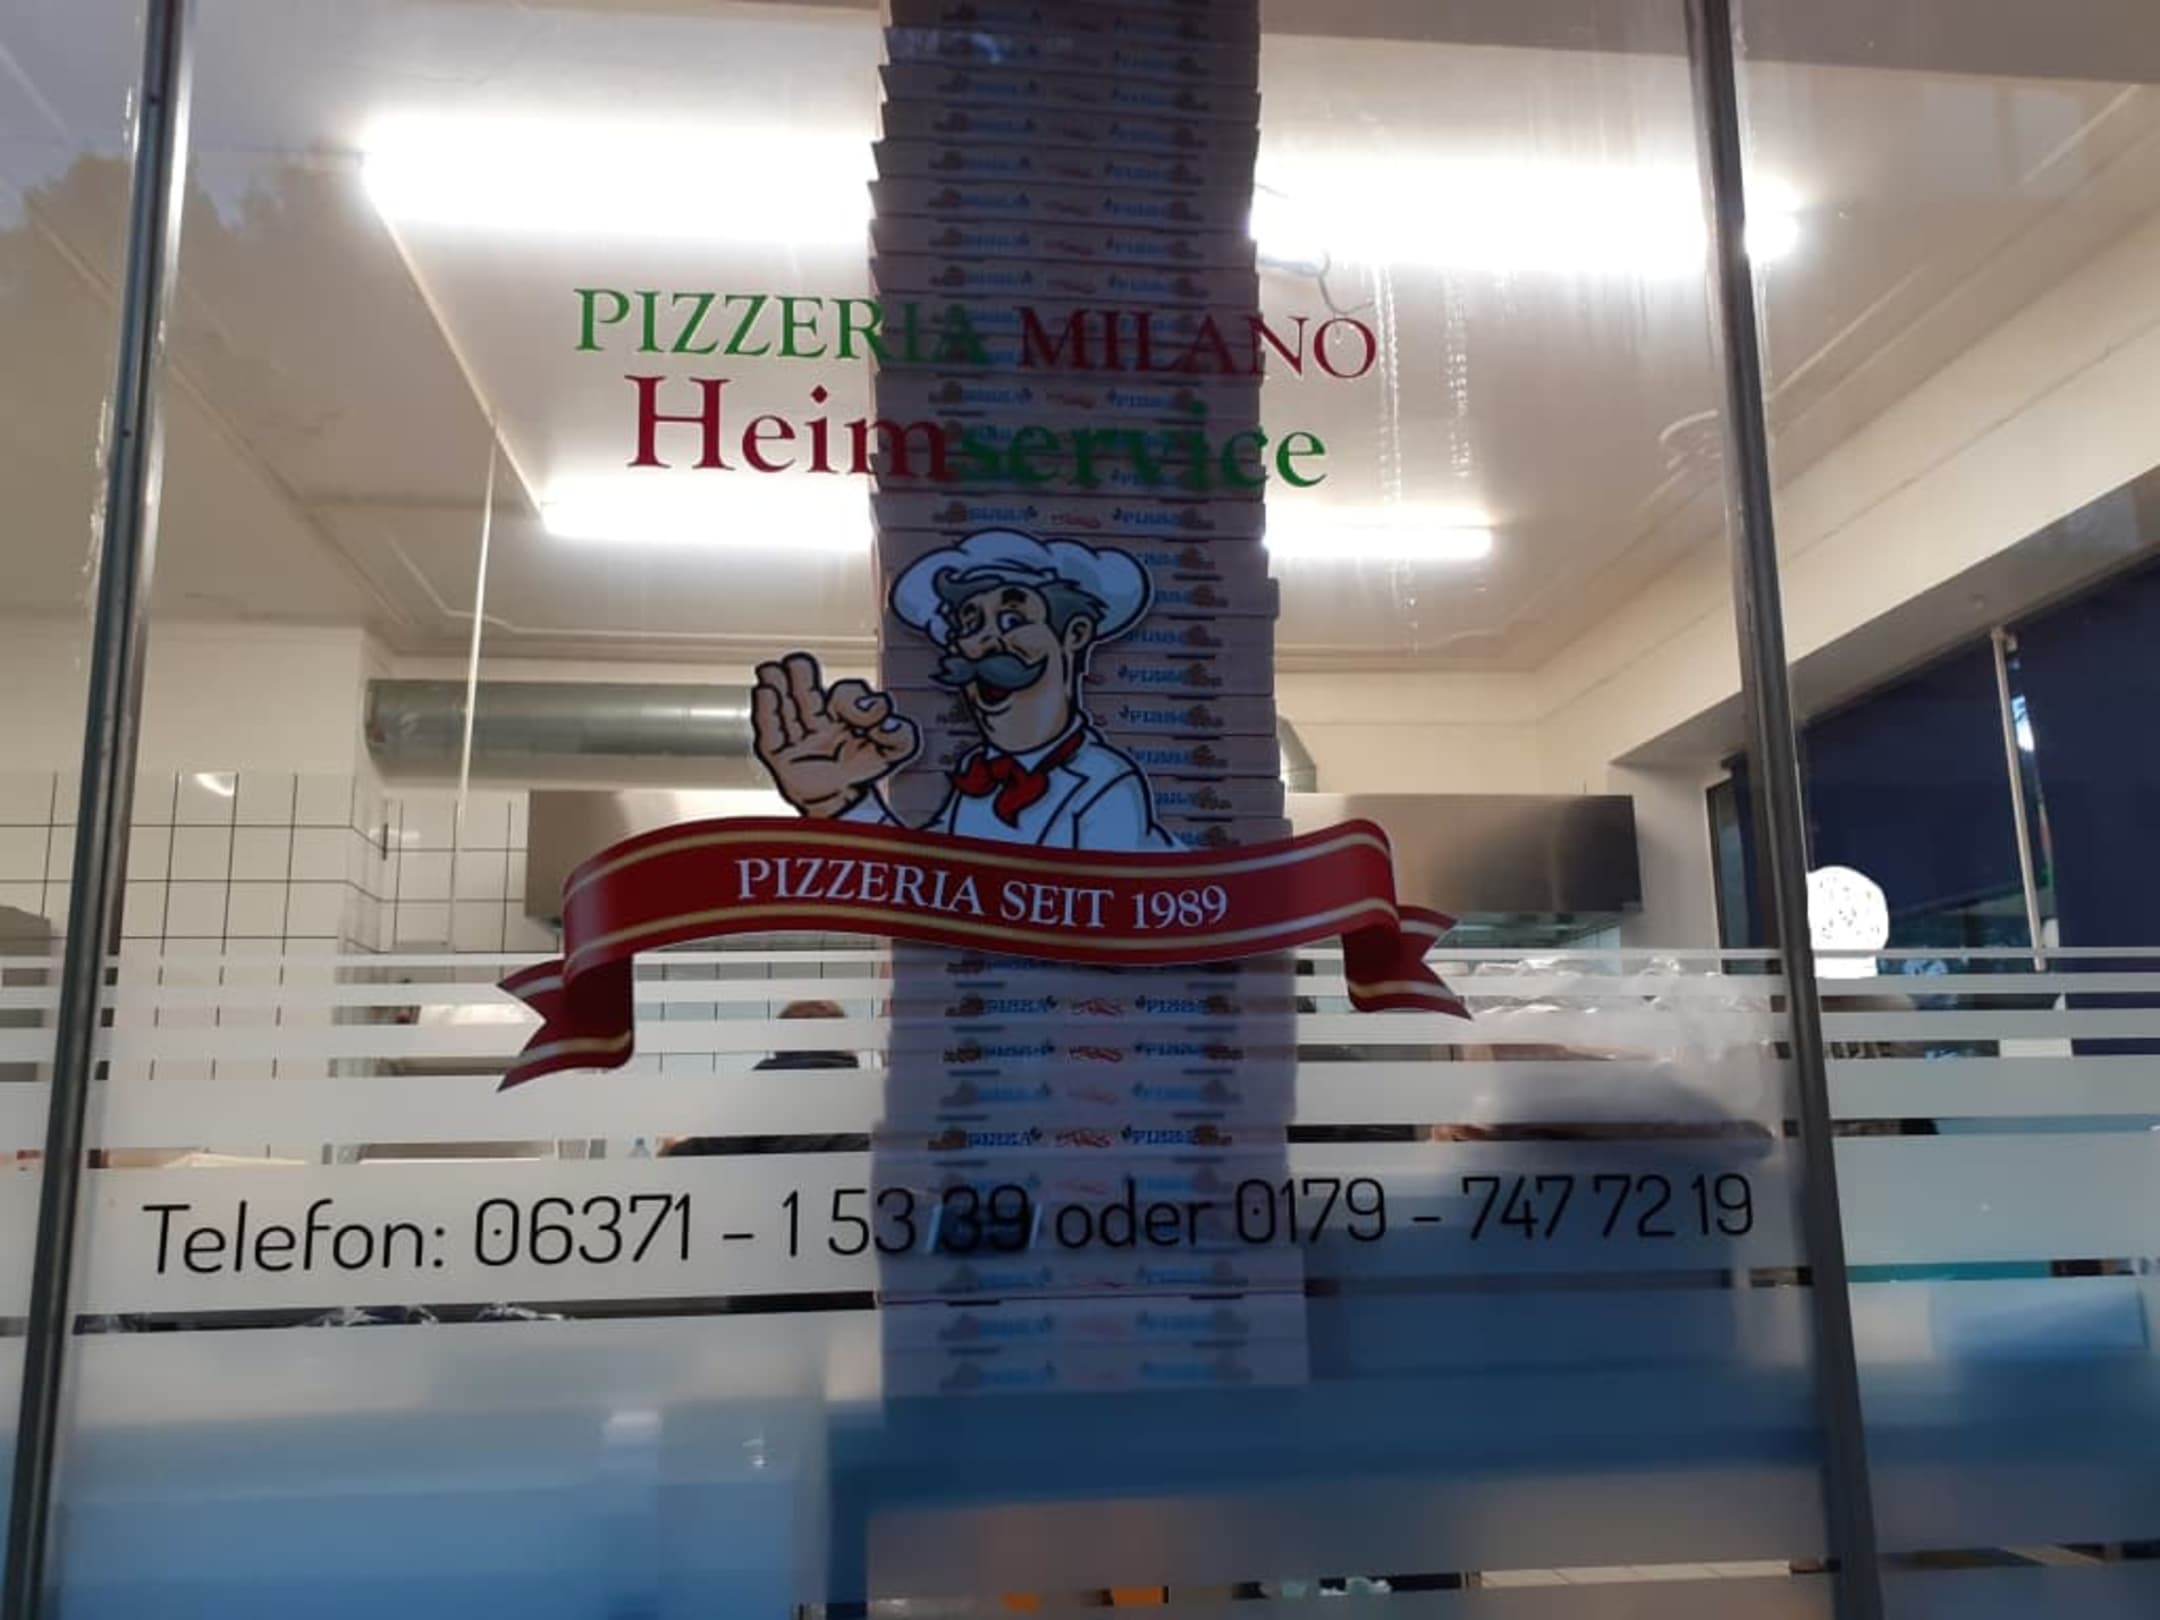 PIZZERIA MILANO
Heimservice
PIZZERIA SEIT 1989
Telefon: 06371 - 1 53 39 oder 0179 - 747 72 19